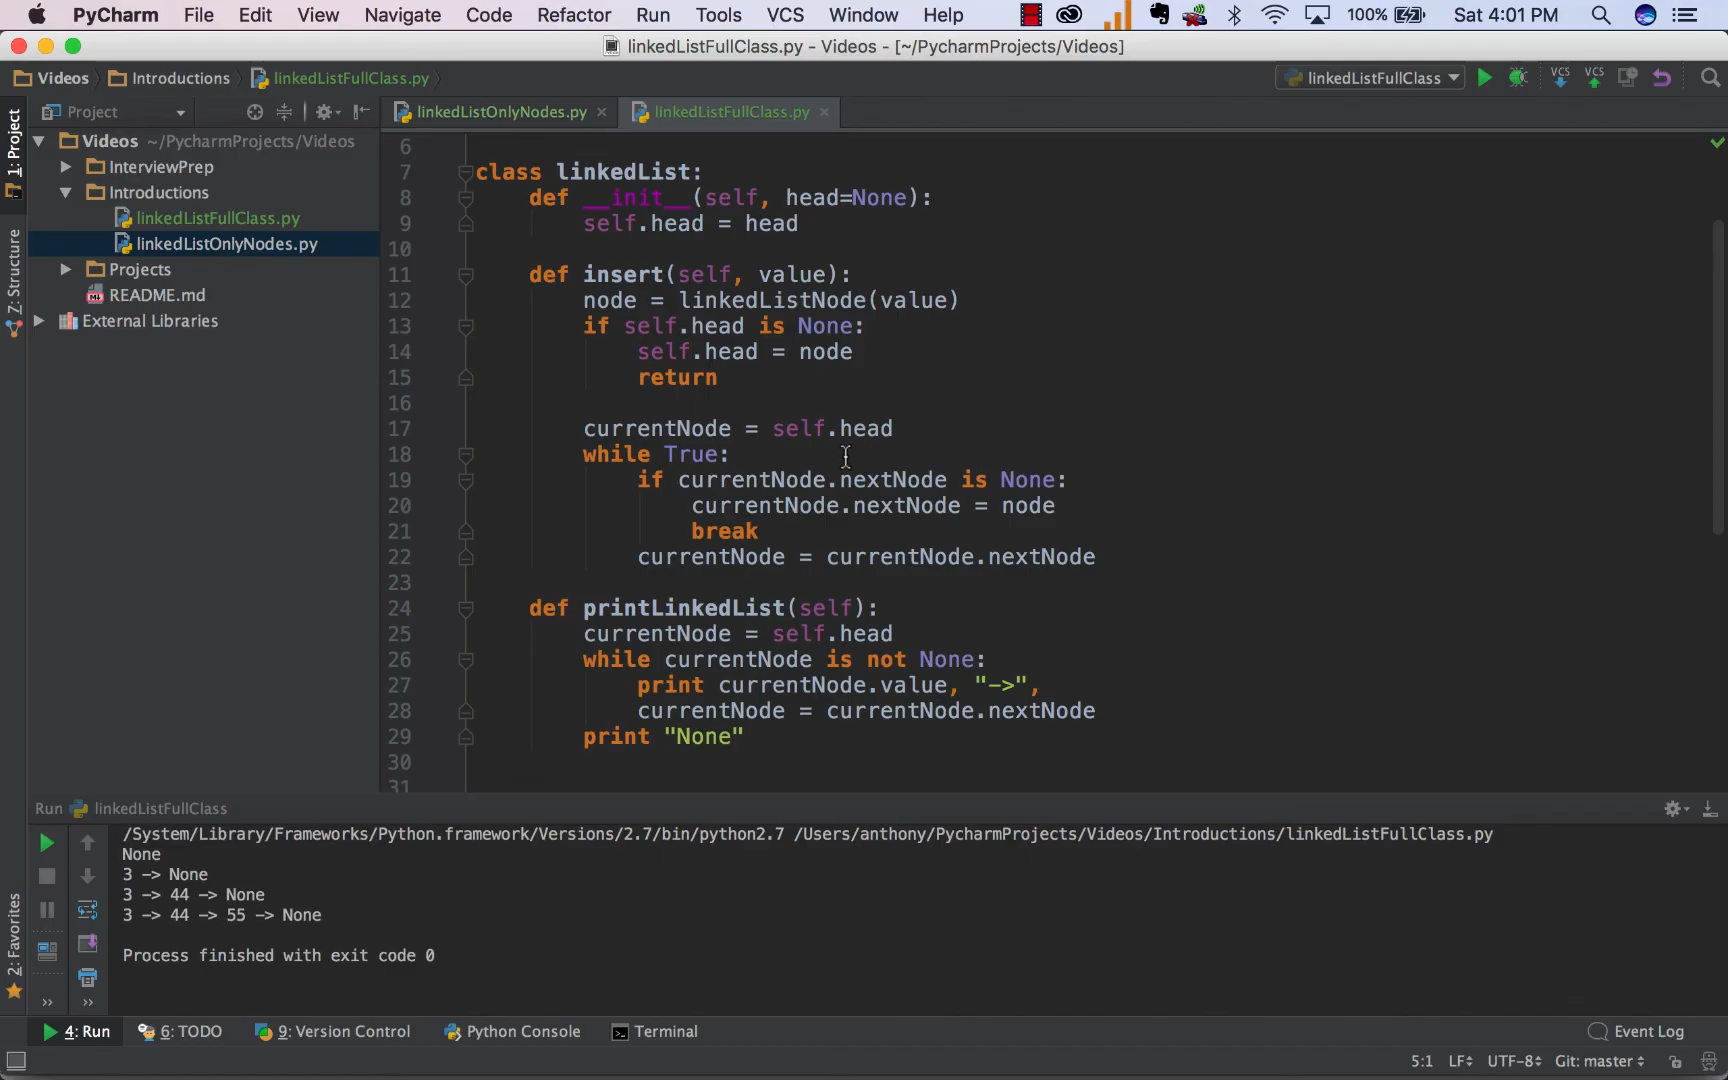 PyCharm File Edit View Navigate Code Refactor Run Tools VCS Window Help 100% Sat 4:01 PM
linkedListFullClass.py - Videos - [~/PycharmProjects/Videos]
Videos Introductions linkedListFullClass.py linkedListFullClass VCS VCS
Project linkedListOnlyNodes.py linkedListFullClass.py
1: Project
Z: Structure
2: Favorites
Videos ~/PycharmProjects/Videos
InterviewPrep
Introductions
linkedListFullClass.py
linkedListOnlyNodes.py
Projects
README.md
External Libraries
6
7 class linkedList:
8     def __init__(self, head=None):
9         self.head = head
10
11     def insert(self, value):
12         node = linkedListNode(value)
13         if self.head is None:
14             self.head = node
15             return
16
17         currentNode = self.head
18         while True:
19             if currentNode.nextNode is None:
20                 currentNode.nextNode = node
21                 break
22             currentNode = currentNode.nextNode
23
24     def printLinkedList(self):
25         currentNode = self.head
26         while currentNode is not None:
27             print currentNode.value, "->",
28             currentNode = currentNode.nextNode
29         print "None"
30
31
Run linkedListFullClass
/System/Library/Frameworks/Python.framework/Versions/2.7/bin/python2.7 /Users/anthony/PycharmProjects/Videos/Introductions/linkedListFullClass.py
None
3 -> None
3 -> 44 -> None
3 -> 44 -> 55 -> None
Process finished with exit code 0
4: Run 6: TODO 9: Version Control Python Console Terminal Event Log
5:1 LF UTF-8 Git: master